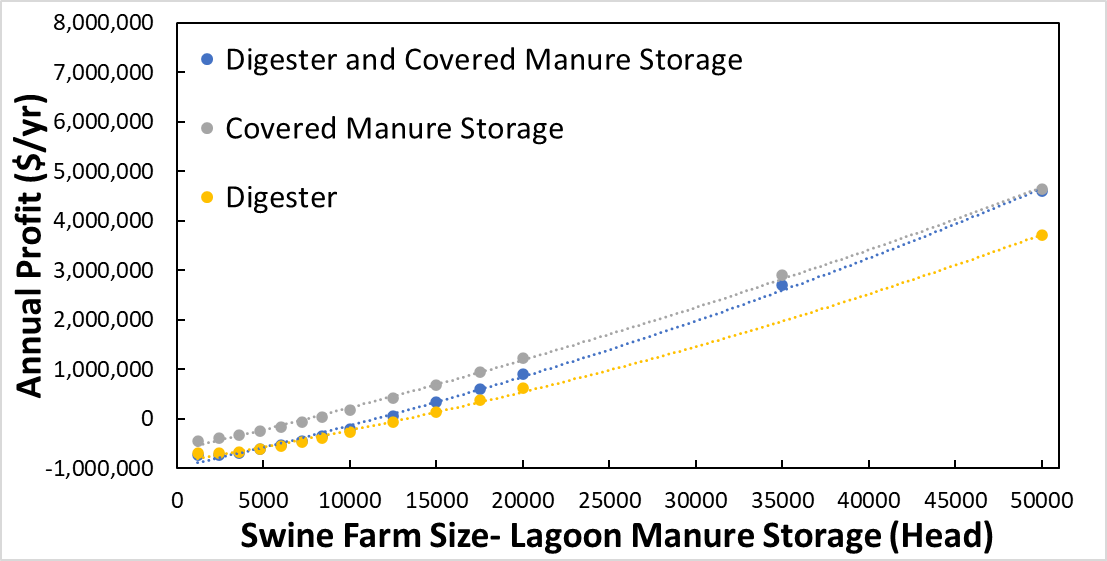 8,000,000
7,000,000
6,000,000
5,000,000
4,000,000
3,000,000
2,000,000
1,000,000
0
-1,000,000
Annual Profit ($/yr)
Digester and Covered Manure Storage
Covered Manure Storage
Digester
0 5000 10000 15000 20000 25000 30000 35000 40000 45000 50000
Swine Farm Size- Lagoon Manure Storage (Head)